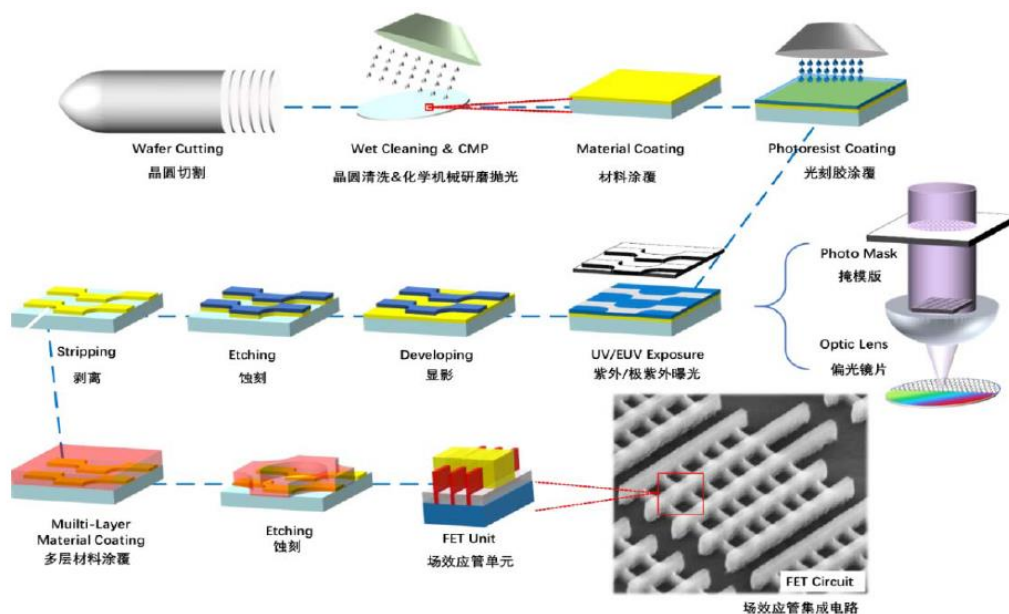 Wafer Cutting
晶圆切割
Wet Cleaning & CMP
晶圆清洗&化学机械研磨抛光
Material Coating
材料涂覆
Photoresist Coating
光刻胶涂覆
Photo Mask
掩模版
Optic Lens
偏光镜片
UV/EUV Exposure
紫外/极紫外曝光
Developing
显影
Etching
蚀刻
Stripping
剥离
Muilti-Layer
Material Coating
多层材料涂覆
Etching
蚀刻
FET Unit
场效应管单元
FET Circuit
场效应管集成电路